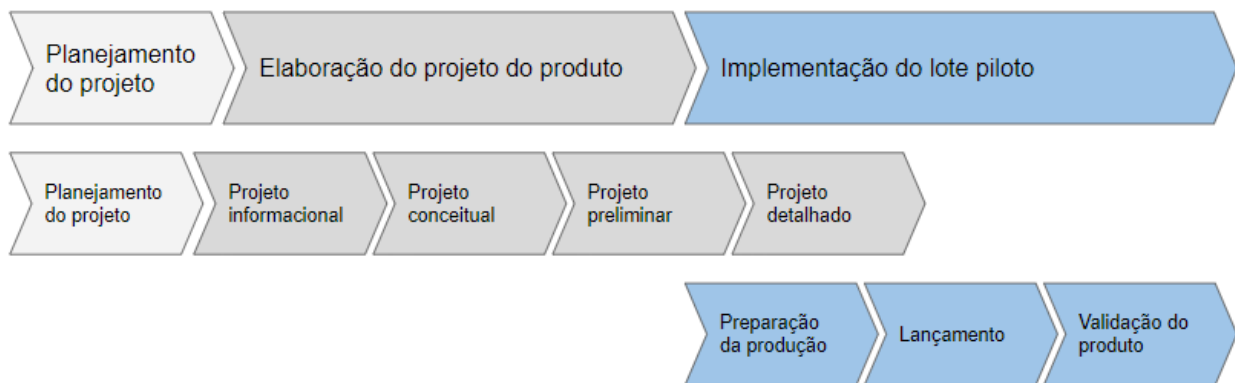 Planejamento
do projeto
Elaboração do projeto do produto
Implementação do lote piloto
Planejamento
do projeto
Projeto
informacional
Projeto
conceitual
Projeto
preliminar
Projeto
detalhado
Preparação
da produção
Lançamento
Validação do
produto